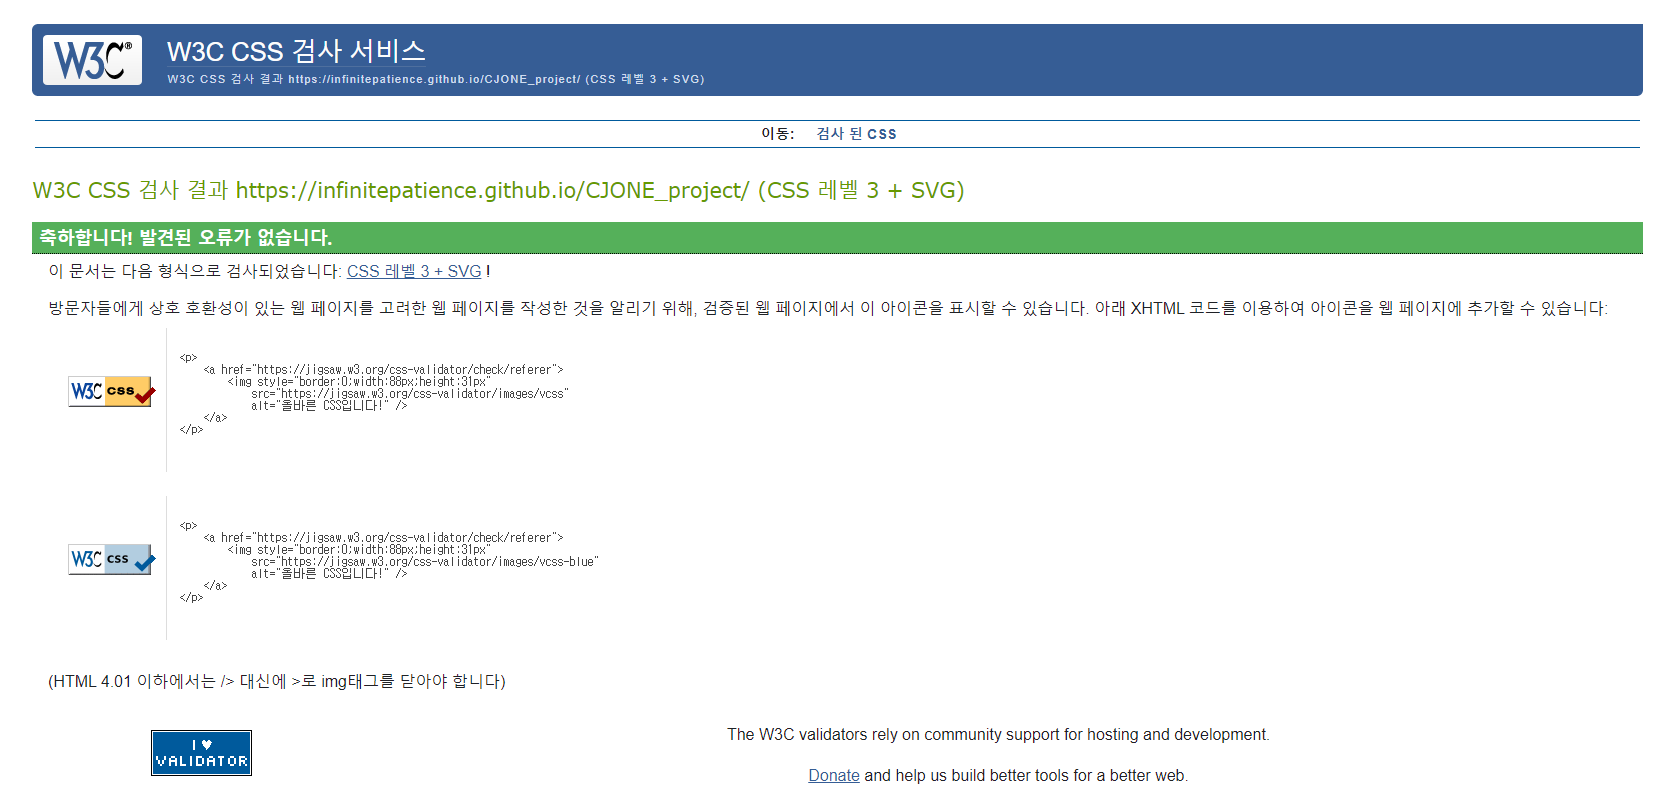 W3C® W3C CSS 검사 서비스
W3C CSS 검사 결과 https://infinitepatience.github.io/CJONE_project/ (CSS 레벨 3 + SVG)
이동: 검사 된 CSS
W3C CSS 검사 결과 https://infinitepatience.github.io/CJONE_project/ (CSS 레벨 3 + SVG)
축하합니다! 발견된 오류가 없습니다.
이 문서는 다음 형식으로 검사되었습니다: CSS 레벨 3 + SVG !
방문자들에게 상호 호환성이 있는 웹 페이지를 고려한 웹 페이지를 작성한 것을 알리기 위해, 검증된 웹 페이지에서 이 아이콘을 표시할 수 있습니다. 아래 XHTML 코드를 이용하여 아이콘을 웹 페이지에 추가할 수 있습니다:
W3C css
<p>
<a href="https://jigsaw.w3.org/css-validator/check/referer">
<img style="border:0;width:88px;height:31px"
src="https://jigsaw.w3.org/css-validator/images/vcss"
alt="올바른 CSS입니다!" />
</a>
</p>
W3C css
<p>
<a href="https://jigsaw.w3.org/css-validator/check/referer">
<img style="border:0;width:88px;height:31px"
src="https://jigsaw.w3.org/css-validator/images/vcss-blue"
alt="올바른 CSS입니다!" />
</a>
</p>
(HTML 4.01 이하에서는 /> 대신에 >로 img태그를 닫아야 합니다)
I ♥
VALIDATOR
The W3C validators rely on community support for hosting and development.
Donate and help us build better tools for a better web.